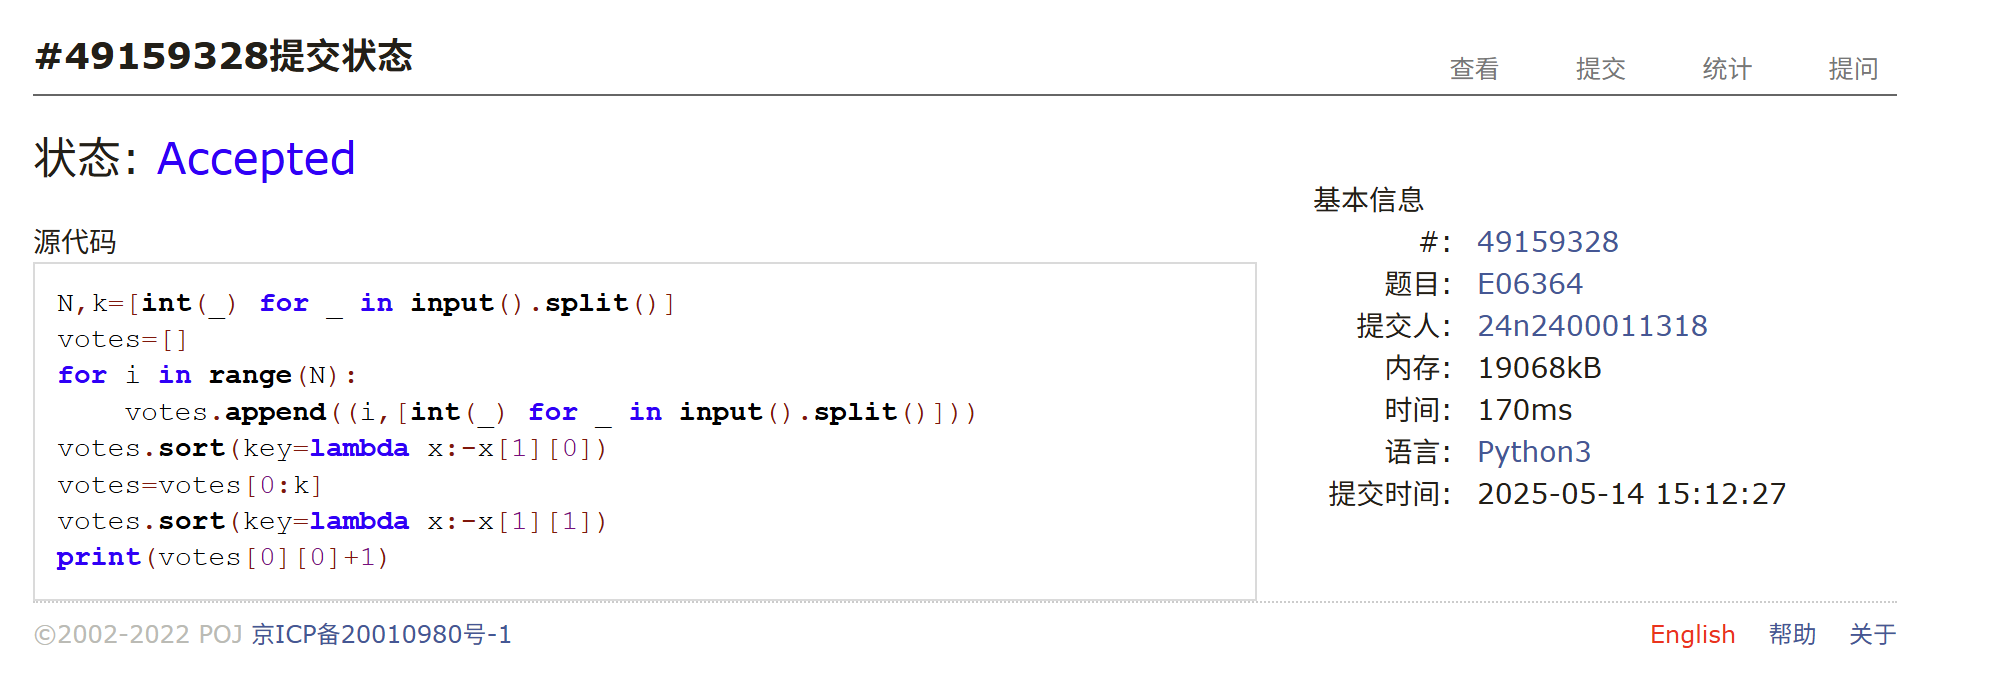 #49159328提交状态
查看 提交 统计 提问
状态: Accepted
基本信息
源代码
#: 49159328
题目: E06364
提交人: 24n2400011318
内存: 19068kB
时间: 170ms
语言: Python3
提交时间: 2025-05-14 15:12:27
N,k=[int(_) for _ in input().split()]
votes=[]
for i in range(N):
    votes.append((i,[int(_) for _ in input().split()]))
votes.sort(key=lambda x:-x[1][0])
votes=votes[0:k]
votes.sort(key=lambda x:-x[1][1])
print(votes[0][0]+1)
©2002-2022 POJ 京ICP备20010980号-1
English 帮助 关于